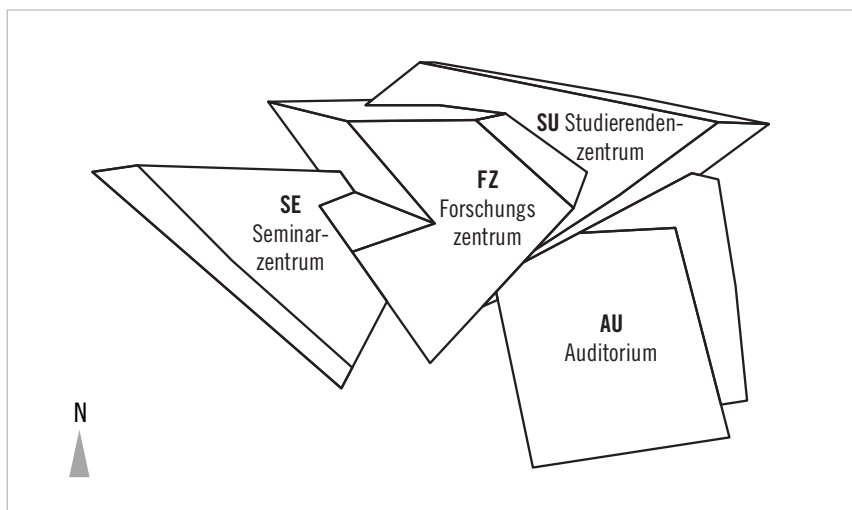 SU Studierenden-
zentrum
FZ
Forschungs
zentrum
SE
Seminar-
zentrum
AU
Auditorium
N